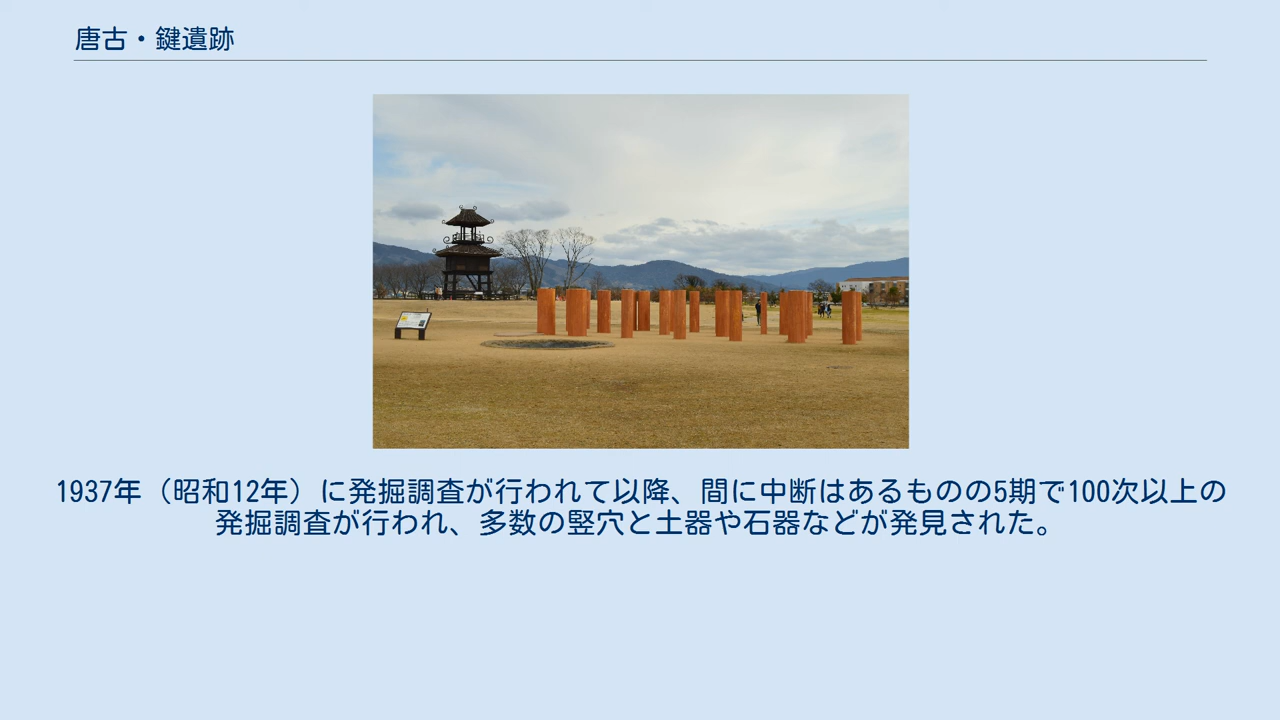 唐古・鍵遺跡
1937年（昭和12年）に発掘調査が行われて以降、間に中断はあるものの5期で100次以上の
発掘調査が行われ、多数の竪穴と土器や石器などが発見された。